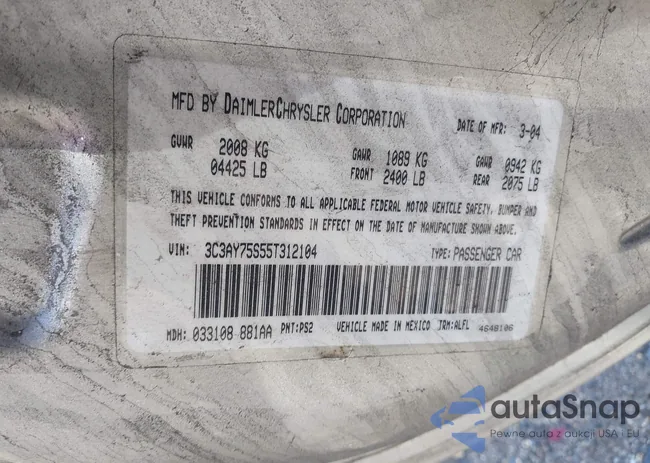 MFD BY DAIMLERCHRYSLER CORPORATION DATE OF MFR: 3-04
GVWR 2008 KG GAWR 1089 KG GAWR 0942 KG
04425 LB FRONT 2400 LB REAR 2075 LB
THIS VEHICLE CONFORMS TO ALL APPLICABLE FEDERAL MOTOR VEHICLE SAFETY, BUMPER AND
THEFT PREVENTION STANDARDS IN EFFECT ON THE DATE OF MANUFACTURE SHOWN ABOVE.
VIN: 3C3AY75S55T312104 TYPE: PASSENGER CAR
MDH: 033108 881AA PNT: PS2 VEHICLE MADE IN MEXICO TRM: ALFL 4648106
autaSnap
Pewne auta z aukcji USA i EU